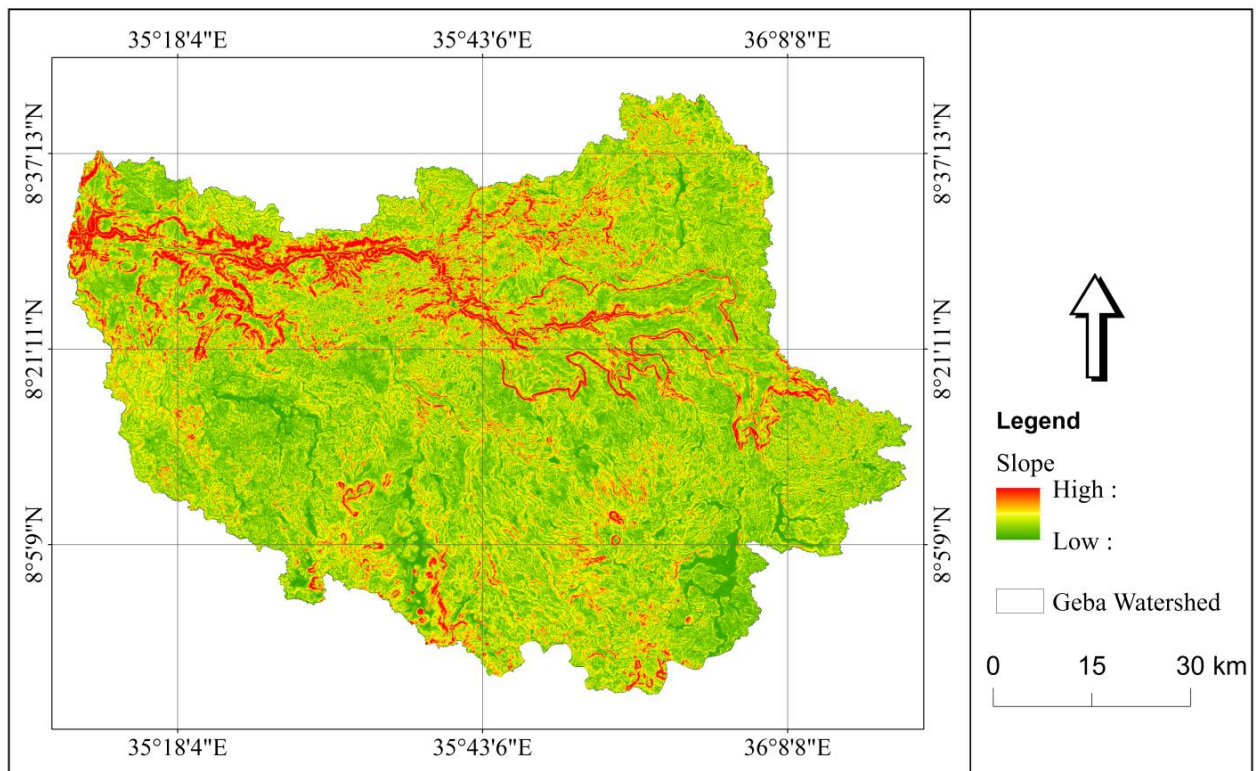 35°18'4"E 35°43'6"E 36°8'8"E
8°37'13"N
8°37'13"N
8°21'11"N
8°21'11"N
8°5'9"N
8°5'9"N
35°18'4"E 35°43'6"E 36°8'8"E
Legend
Slope
High :
Low :
Geba Watershed
0 15 30 km